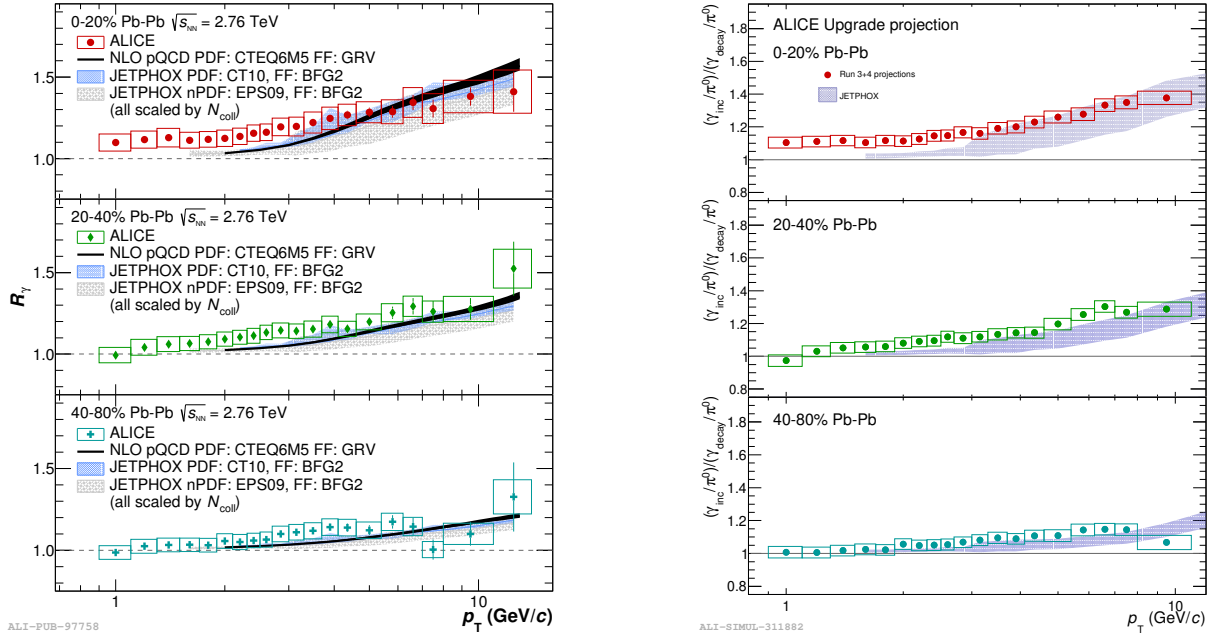 0-20% Pb-Pb √sNN = 2.76 TeV
ALICE
NLO pQCD PDF: CTEQ6M5 FF: GRV
JETPHOX PDF: CT10, FF: BFG2
JETPHOX nPDF: EPS09, FF: BFG2
(all scaled by Ncoll)
1.5
1.0
20-40% Pb-Pb √sNN = 2.76 TeV
ALICE
NLO pQCD PDF: CTEQ6M5 FF: GRV
JETPHOX PDF: CT10, FF: BFG2
JETPHOX nPDF: EPS09, FF: BFG2
(all scaled by Ncoll)
Rγ
1.5
1.0
40-80% Pb-Pb √sNN = 2.76 TeV
ALICE
NLO pQCD PDF: CTEQ6M5 FF: GRV
JETPHOX PDF: CT10, FF: BFG2
JETPHOX nPDF: EPS09, FF: BFG2
(all scaled by Ncoll)
1.5
1.0
1
10
pT (GeV/c)
ALI-PUB-97758
ALICE Upgrade projection
0-20% Pb-Pb
Run 3+4 projections
JETPHOX
(γinc/π0)/(γdecay/π0)
1.8
1.6
1.4
1.2
1
0.8
20-40% Pb-Pb
(γinc/π0)/(γdecay/π0)
1.8
1.6
1.4
1.2
1
0.8
40-80% Pb-Pb
(γinc/π0)/(γdecay/π0)
1.8
1.6
1.4
1.2
1
0.8
1
10
pT (GeV/c)
ALI-SIMUL-311882